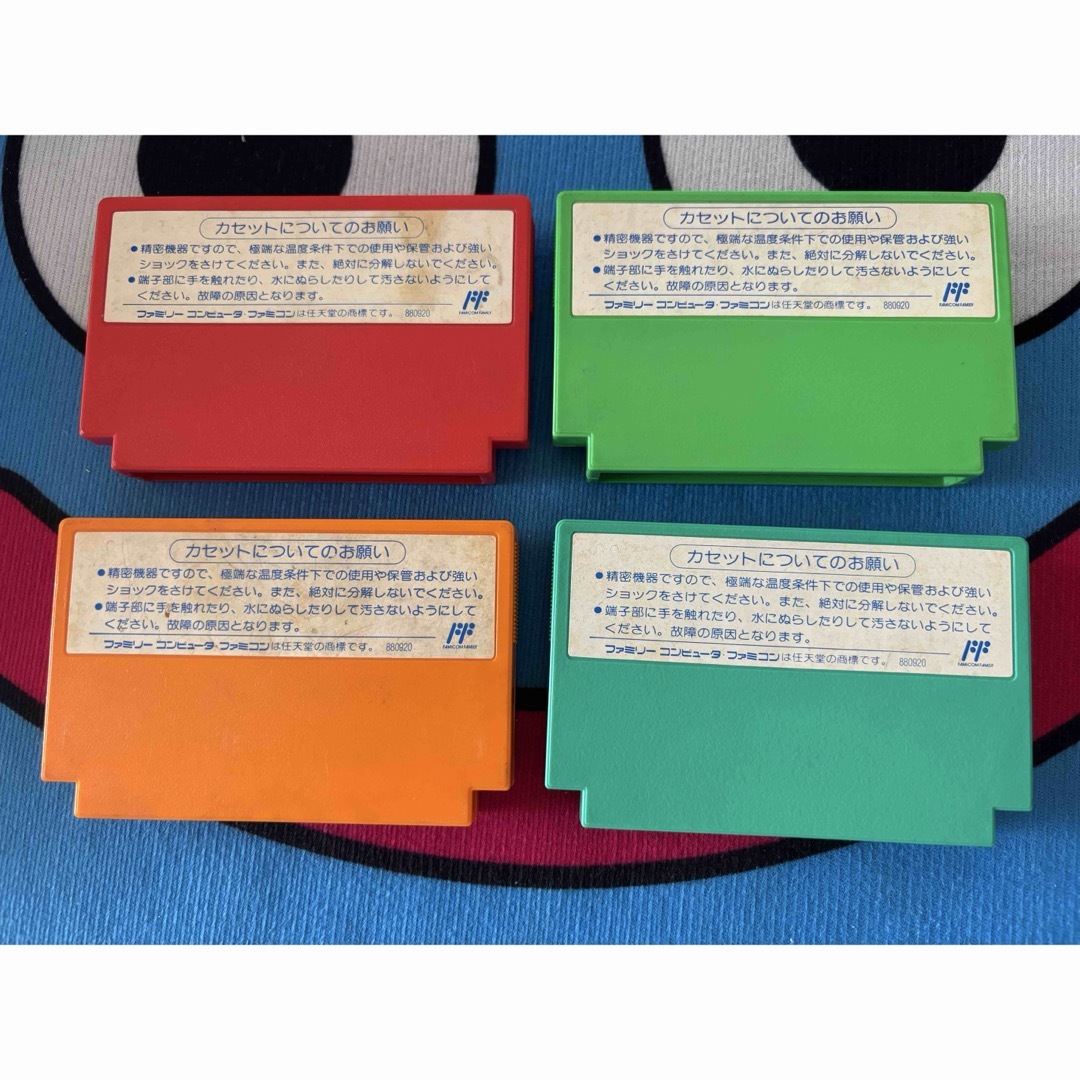 カセットについてのお願い
●精密機器ですので、極端な温度条件下での使用や保管および強い
ショックをさけてください。また、絶対に分解しないでください。
●端子部に手を触れたり、水にぬらしたりして汚さないようにして
ください。故障の原因となります。
FAMICOM FAMILY
ファミリー コンピュータ・ファミコンは任天堂の商標です。 880920
カセットについてのお願い
●精密機器ですので、極端な温度条件下での使用や保管および強い
ショックをさけてください。また、絶対に分解しないでください。
●端子部に手を触れたり、水にぬらしたりして汚さないようにして
ください。故障の原因となります。
FAMICOM FAMILY
ファミリー コンピュータ・ファミコンは任天堂の商標です。 880920
カセットについてのお願い
●精密機器ですので、極端な温度条件下での使用や保管および強い
ショックをさけてください。また、絶対に分解しないでください。
●端子部に手を触れたり、水にぬらしたりして汚さないようにして
ください。故障の原因となります。
FAMICOM FAMILY
ファミリー コンピュータ・ファミコンは任天堂の商標です。 880920
カセットについてのお願い
●精密機器ですので、極端な温度条件下での使用や保管および強い
ショックをさけてください。また、絶対に分解しないでください。
●端子部に手を触れたり、水にぬらしたりして汚さないようにして
ください。故障の原因となります。
FAMICOM FAMILY
ファミリー コンピュータ・ファミコンは任天堂の商標です。 880920